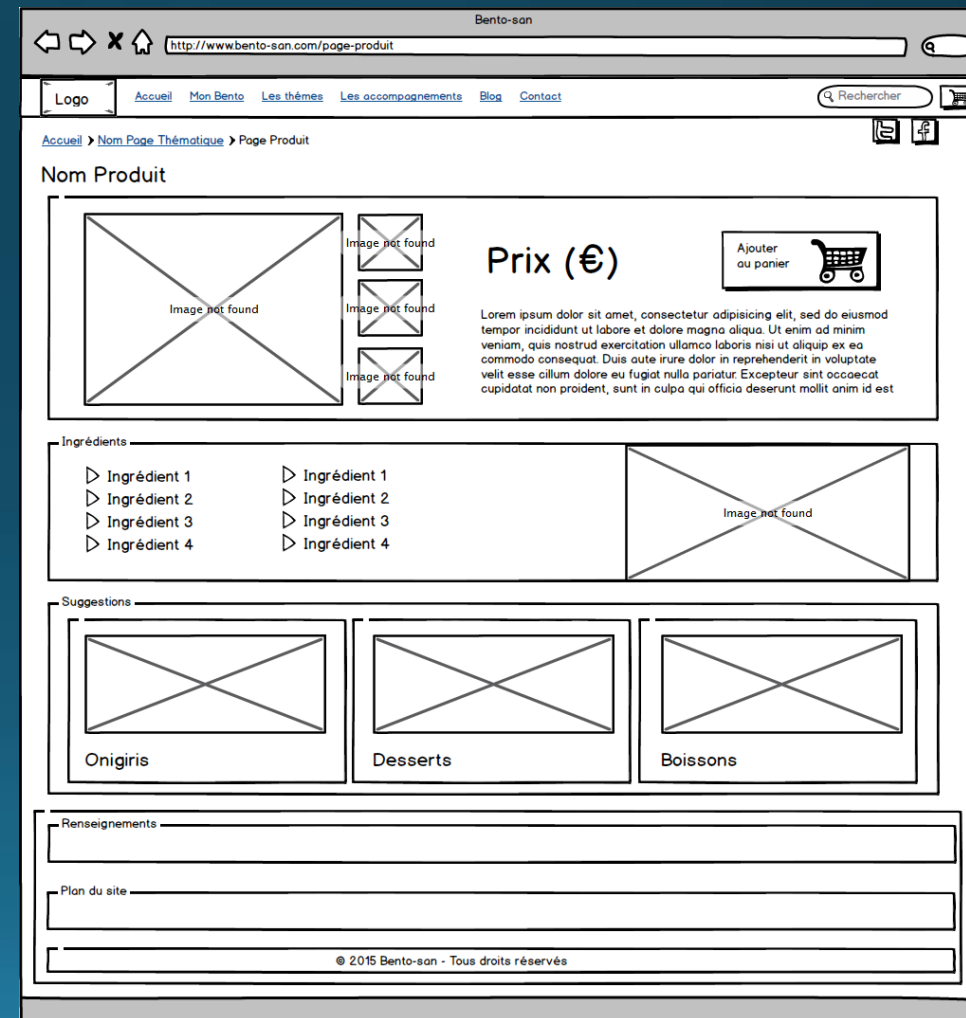 Bento-san
http://www.bento-san.com/page-produit
Logo
Accueil Mon Bento Les thémes Les accompagnements Blog Contact
Rechercher
Accueil > Nom Page Thématique > Page Produit
Nom Produit
Image not found
Image not found
Image not found
Image not found
Prix (€)
Ajouter
au panier
Lorem ipsum dolor sit amet, consectetur adipisicing elit, sed do eiusmod
tempor incididunt ut labore et dolore magna aliqua. Ut enim ad minim
veniam, quis nostrud exercitation ullamco laboris nisi ut aliquip ex ea
commodo consequat. Duis aute irure dolor in reprehenderit in voluptate
velit esse cillum dolore eu fugiat nulla pariatur. Excepteur sint occaecat
cupidatat non proident, sunt in culpa qui officia deserunt mollit anim id est
Ingrédients
Ingrédient 1
Ingrédient 2
Ingrédient 3
Ingrédient 4
Ingrédient 1
Ingrédient 2
Ingrédient 3
Ingrédient 4
Image not found
Suggestions
Onigiris
Desserts
Boissons
Renseignements
Plan du site
© 2015 Bento-san - Tous droits réservés